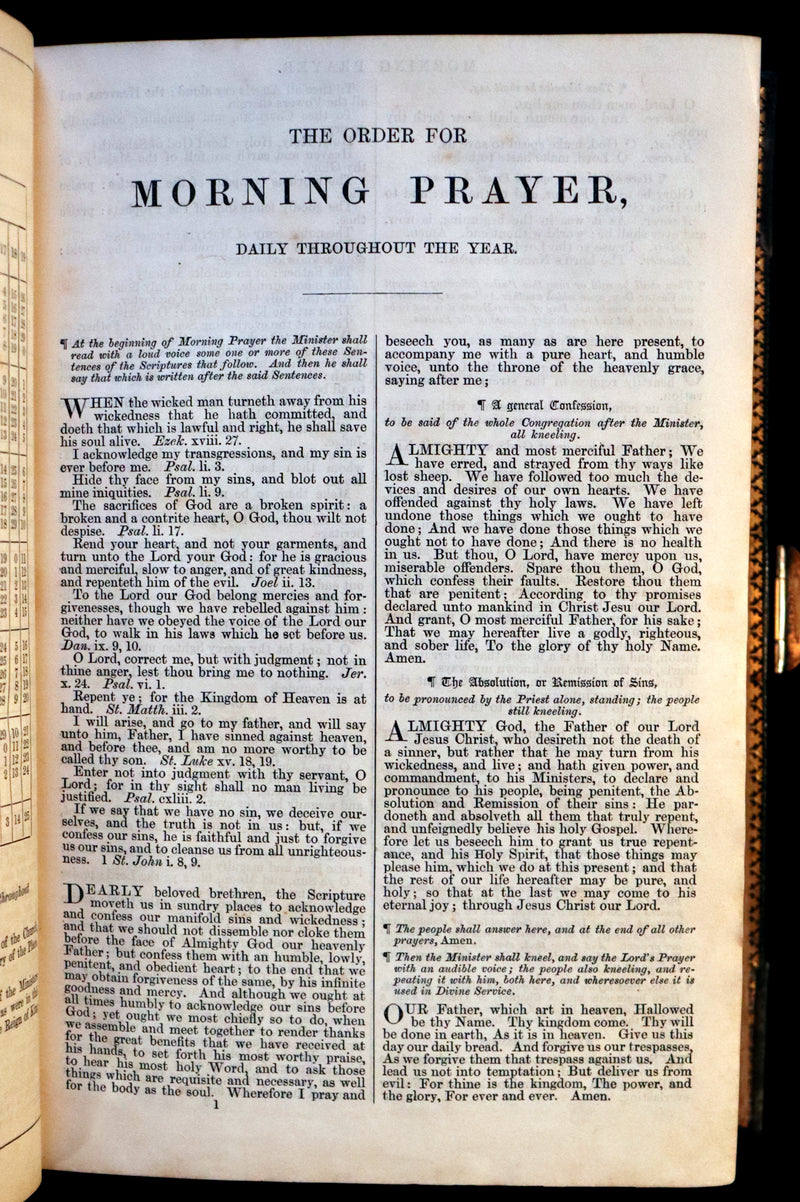 THE ORDER FOR
MORNING PRAYER,
DAILY THROUGHOUT THE YEAR.
¶ At the beginning of Morning Prayer the Minister shall
read with a loud voice some one or more of these Sen-
tences of the Scriptures that follow. And then he shall
say that which is written after the said Sentences.
WHEN the wicked man turneth away from his
wickedness that he hath committed, and
doeth that which is lawful and right, he shall save
his soul alive. Ezek. xviii. 27.
I acknowledge my transgressions, and my sin is
ever before me. Psal. li. 3.
Hide thy face from my sins, and blot out all
mine iniquities. Psal. li. 9.
The sacrifices of God are a broken spirit: a
broken and a contrite heart, O God, thou wilt not
despise. Psal. li. 17.
Rend your heart, and not your garments, and
turn unto the Lord your God: for he is gracious
and merciful, slow to anger, and of great kindness,
and repenteth him of the evil. Joel ii. 13.
To the Lord our God belong mercies and for-
givenesses, though we have rebelled against him:
neither have we obeyed the voice of the Lord our
God, to walk in his laws which he set before us.
Dan. ix. 9, 10.
O Lord, correct me, but with judgment; not in
thine anger, lest thou bring me to nothing. Jer.
x. 24. Psal. vi. 1.
Repent ye; for the Kingdom of Heaven is at
hand. St. Matth. iii. 2.
I will arise, and go to my father, and will say
unto him, Father, I have sinned against heaven,
and before thee, and am no more worthy to be
called thy son. St. Luke xv. 18, 19.
Enter not into judgment with thy servant, O
Lord; for in thy sight shall no man living be
justified. Psal. cxliii. 2.
If we say that we have no sin, we deceive our-
selves, and the truth is not in us: but, if we
confess our sins, he is faithful and just to forgive
us our sins, and to cleanse us from all unrighteous-
ness. 1 St. John i. 8, 9.
DEARLY beloved brethren, the Scripture
moveth us in sundry places to acknowledge
and confess our manifold sins and wickedness;
and that we should not dissemble nor cloke them
before the face of Almighty God our heavenly
Father; but confess them with an humble, lowly,
penitent, and obedient heart; to the end that we
may obtain forgiveness of the same, by his infinite
goodness and mercy. And although we ought at
all times humbly to acknowledge our sins before
God; yet ought we most chiefly so to do, when
we assemble and meet together to render thanks
for the great benefits that we have received at
his hands, to set forth his most worthy praise,
to hear his most holy Word, and to ask those
things which are requisite and necessary, as well
for the body as the soul. Wherefore I pray and
1
beseech you, as many as are here present, to
accompany me with a pure heart, and humble
voice, unto the throne of the heavenly grace,
saying after me;
¶ A general Confession,
to be said of the whole Congregation after the Minister,
all kneeling.
ALMIGHTY and most merciful Father; We
have erred, and strayed from thy ways like
lost sheep. We have followed too much the de-
vices and desires of our own hearts. We have
offended against thy holy laws. We have left
undone those things which we ought to have
done; And we have done those things which we
ought not to have done; And there is no health
in us. But thou, O Lord, have mercy upon us,
miserable offenders. Spare thou them, O God,
which confess their faults. Restore thou them
that are penitent; According to thy promises
declared unto mankind in Christ Jesu our Lord.
And grant, O most merciful Father, for his sake;
That we may hereafter live a godly, righteous,
and sober life, To the glory of thy holy Name.
Amen.
¶ The Absolution, or Remission of Sins,
to be pronounced by the Priest alone, standing; the people
still kneeling.
ALMIGHTY God, the Father of our Lord
Jesus Christ, who desireth not the death of
a sinner, but rather that he may turn from his
wickedness, and live; and hath given power, and
commandment, to his Ministers, to declare and
pronounce to his people, being penitent, the Ab-
solution and Remission of their sins: He par-
doneth and absolveth all them that truly repent,
and unfeignedly believe his holy Gospel. Where-
fore let us beseech him to grant us true repent-
ance, and his Holy Spirit, that those things may
please him, which we do at this present; and that
the rest of our life hereafter may be pure, and
holy; so that at the last we may come to his
eternal joy; through Jesus Christ our Lord.
¶ The people shall answer here, and at the end of all other
prayers, Amen.
¶ Then the Minister shall kneel, and say the Lord's Prayer
with an audible voice; the people also kneeling, and re-
peating it with him, both here, and wheresoever else it is
used in Divine Service.
OUR Father, which art in heaven, Hallowed
be thy Name. Thy kingdom come. Thy will
be done in earth, As it is in heaven. Give us this
day our daily bread. And forgive us our trespasses,
As we forgive them that trespass against us. And
lead us not into temptation; But deliver us from
evil: For thine is the kingdom, The power, and
the glory, For ever and ever. Amen.